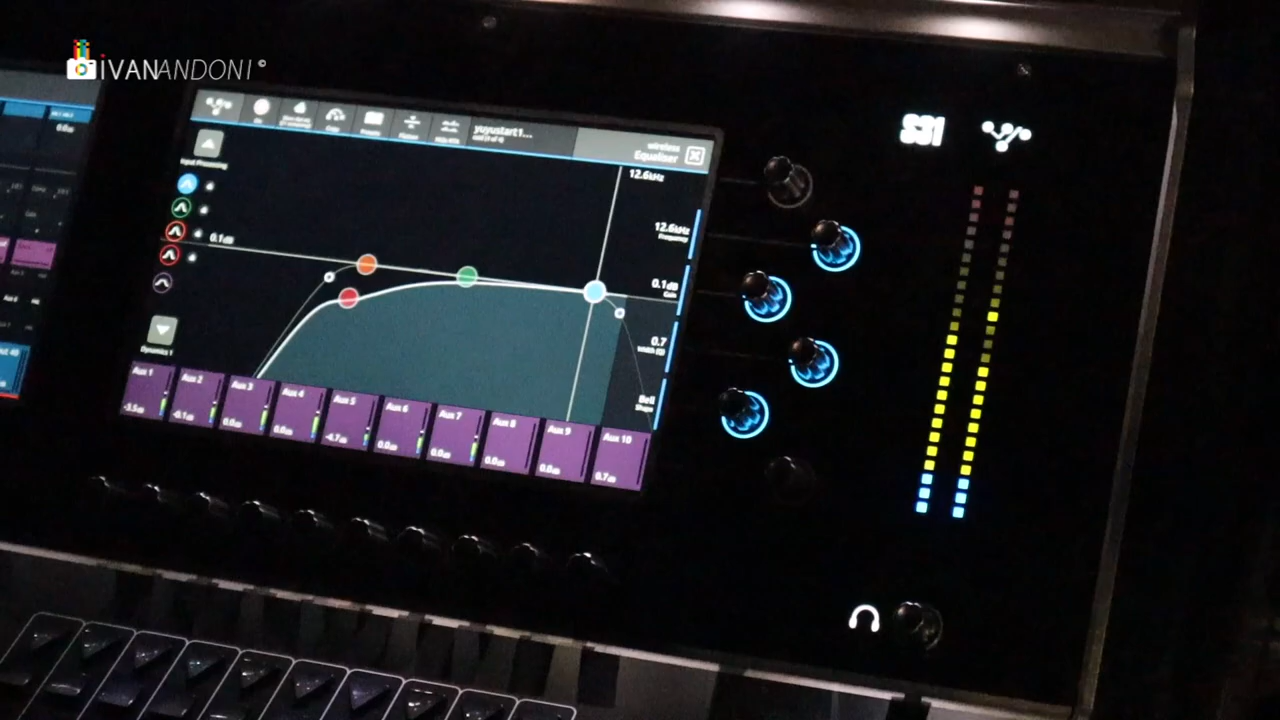 iVANANDONI ©
S31
yuyustart1...
wireless
Equaliser
Input Processing
12.6kHz
0.1dB
12.6kHz
Frequency
0.1dB
Gain
0.7
Width (Q)
Bell
Shape
Dynamics 1
Aux 1
-3.5dB
Aux 2
-0.1dB
Aux 3
0.0dB
Aux 4
0.0dB
Aux 5
-4.7dB
Aux 6
0.0dB
Aux 7
0.0dB
Aux 8
0.0dB
Aux 9
0.0dB
Aux 10
0.7dB